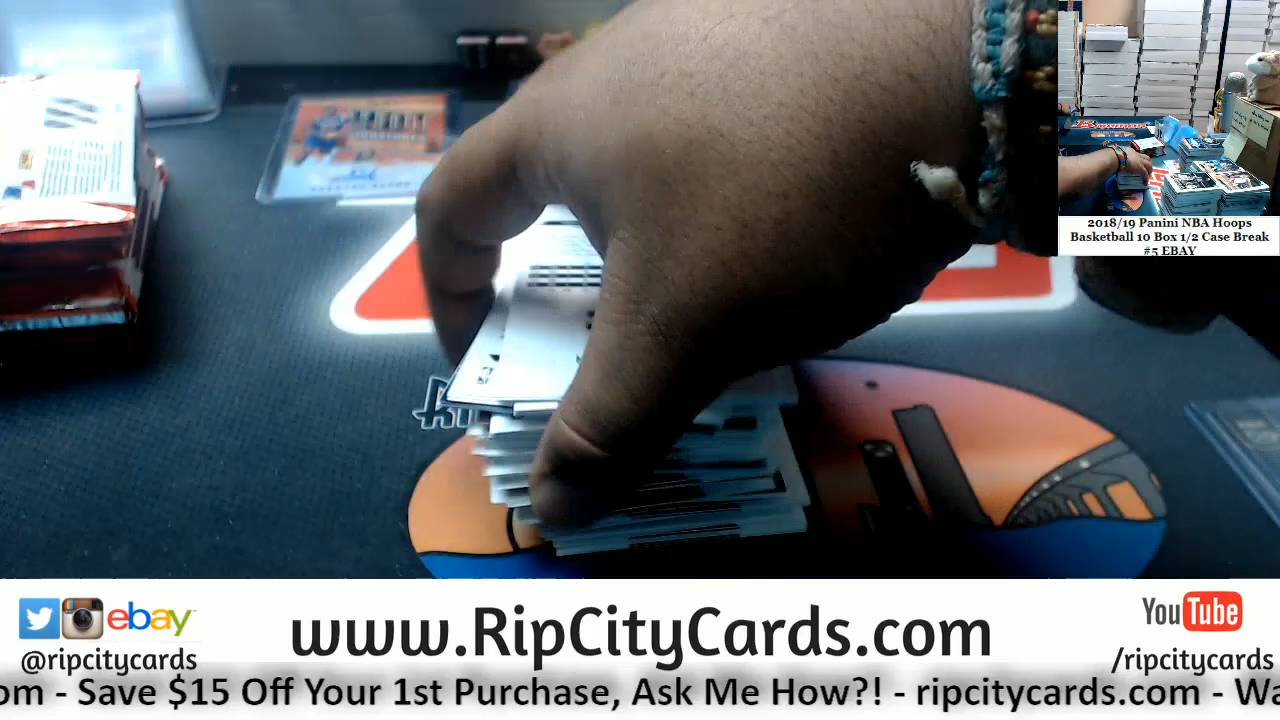 2018/19 Panini NBA Hoops
Basketball 10 Box 1/2 Case Break
#5 EBAY
ebay
www.RipCityCards.com
YouTube
@ripcitycards
/ripcitycards
om - Save $15 Off Your 1st Purchase, Ask Me How?! - ripcitycards.com - Wa